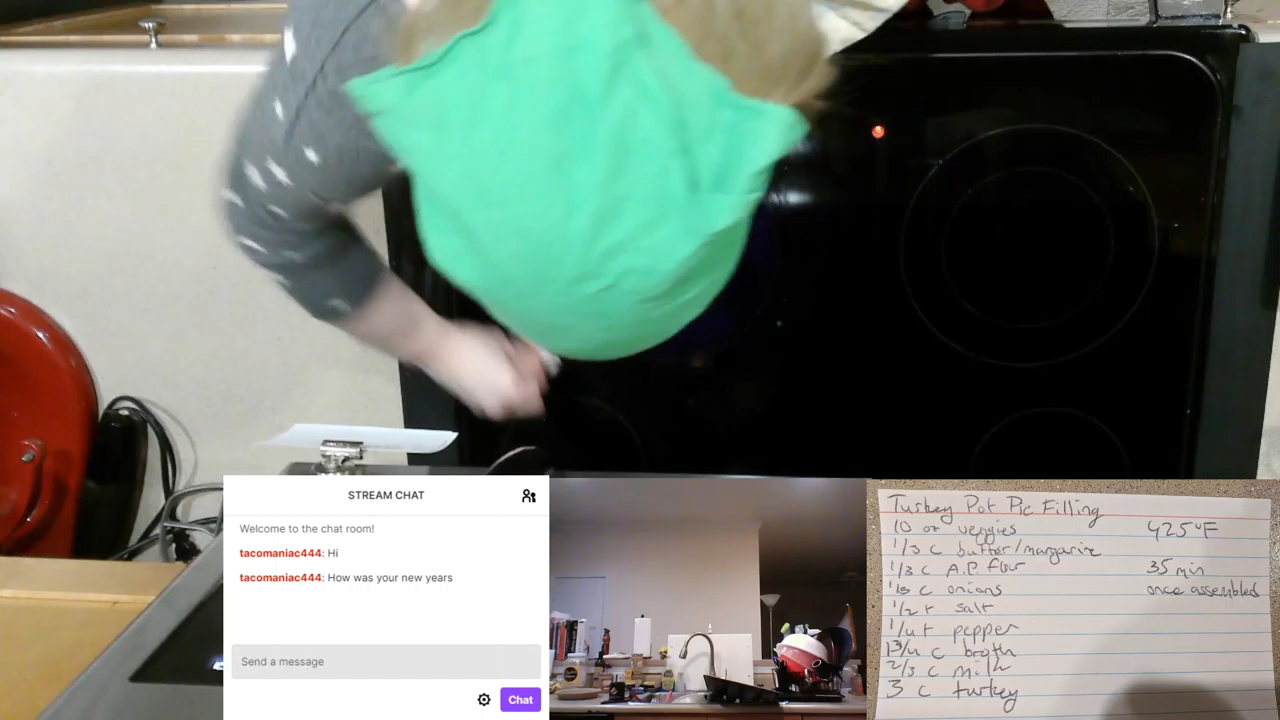 STREAM CHAT
Welcome to the chat room!
tacomaniac444: Hi
tacomaniac444: How was your new years
Send a message
Chat
Turkey Pot Pie Filling
10 oz veggies
425°F
1/3 c butter/margarine
1/3 c A.P. flour
35 min
1/3 c onions
once assembled
1/2 t salt
1/4 t pepper
1 3/4 c broth
2/3 c milk
3 c turkey